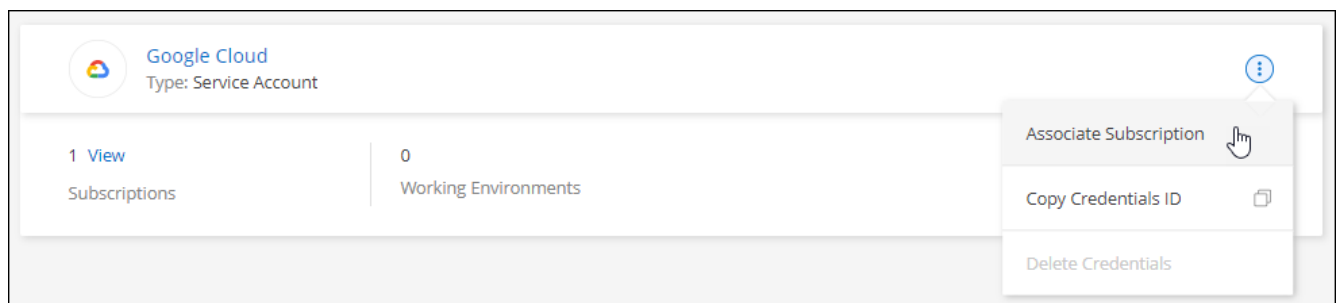 Google Cloud
Type: Service Account
Associate Subscription
1 View
0
Subscriptions
Working Environments
Copy Credentials ID
Delete Credentials